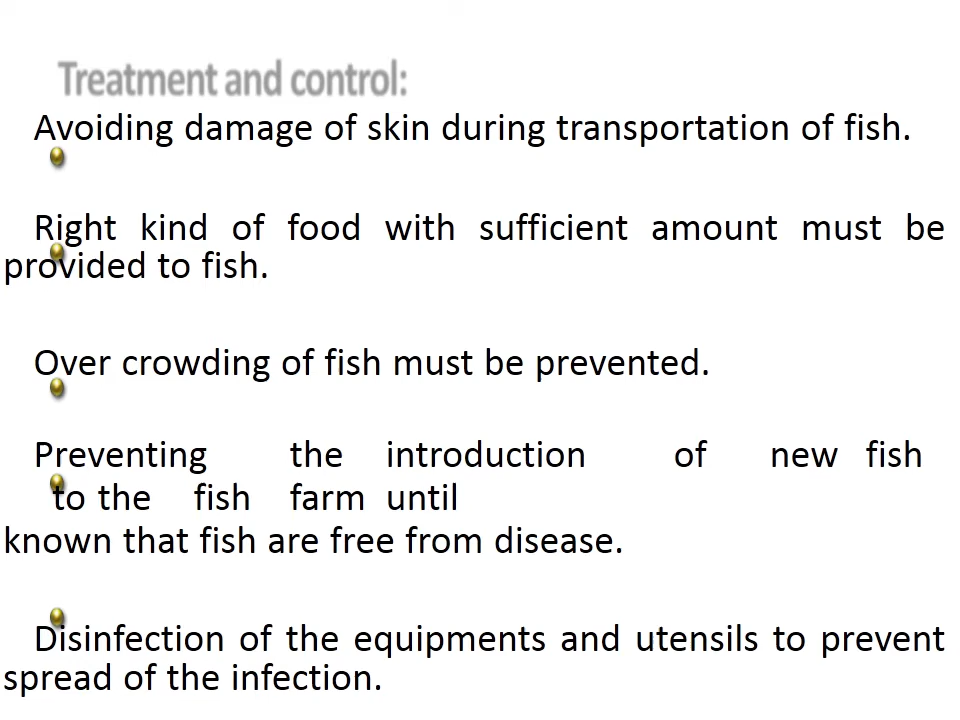 Treatment and control:
Avoiding damage of skin during transportation of fish.
Right kind of food with sufficient amount must be
provided to fish.
Over crowding of fish must be prevented.
Preventing the introduction of new fish
to the fish farm until
known that fish are free from disease.
Disinfection of the equipments and utensils to prevent
spread of the infection.